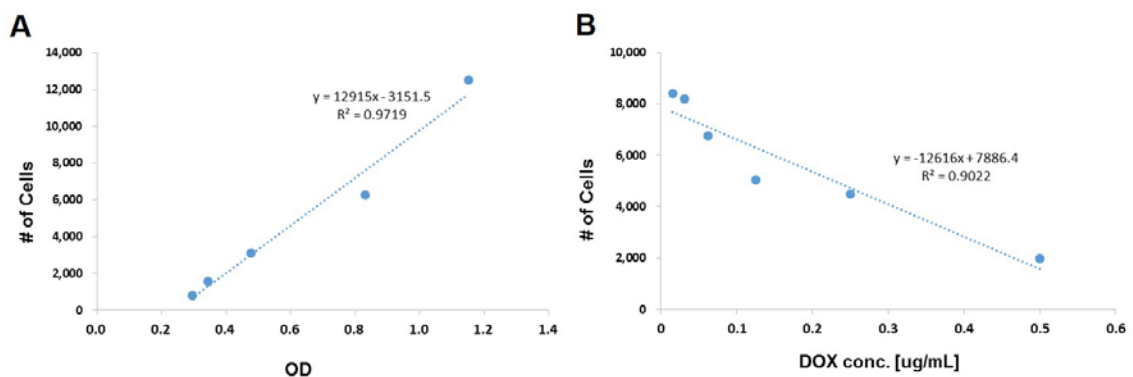 A
14,000
12,000
10,000
8,000
6,000
4,000
2,000
0
# of Cells
y = 12915x - 3151.5
R² = 0.9719
0.0 0.2 0.4 0.6 0.8 1.0 1.2 1.4
OD
B
10,000
8,000
6,000
4,000
2,000
0
# of Cells
y = -12616x + 7886.4
R² = 0.9022
0 0.1 0.2 0.3 0.4 0.5 0.6
DOX conc. [ug/mL]